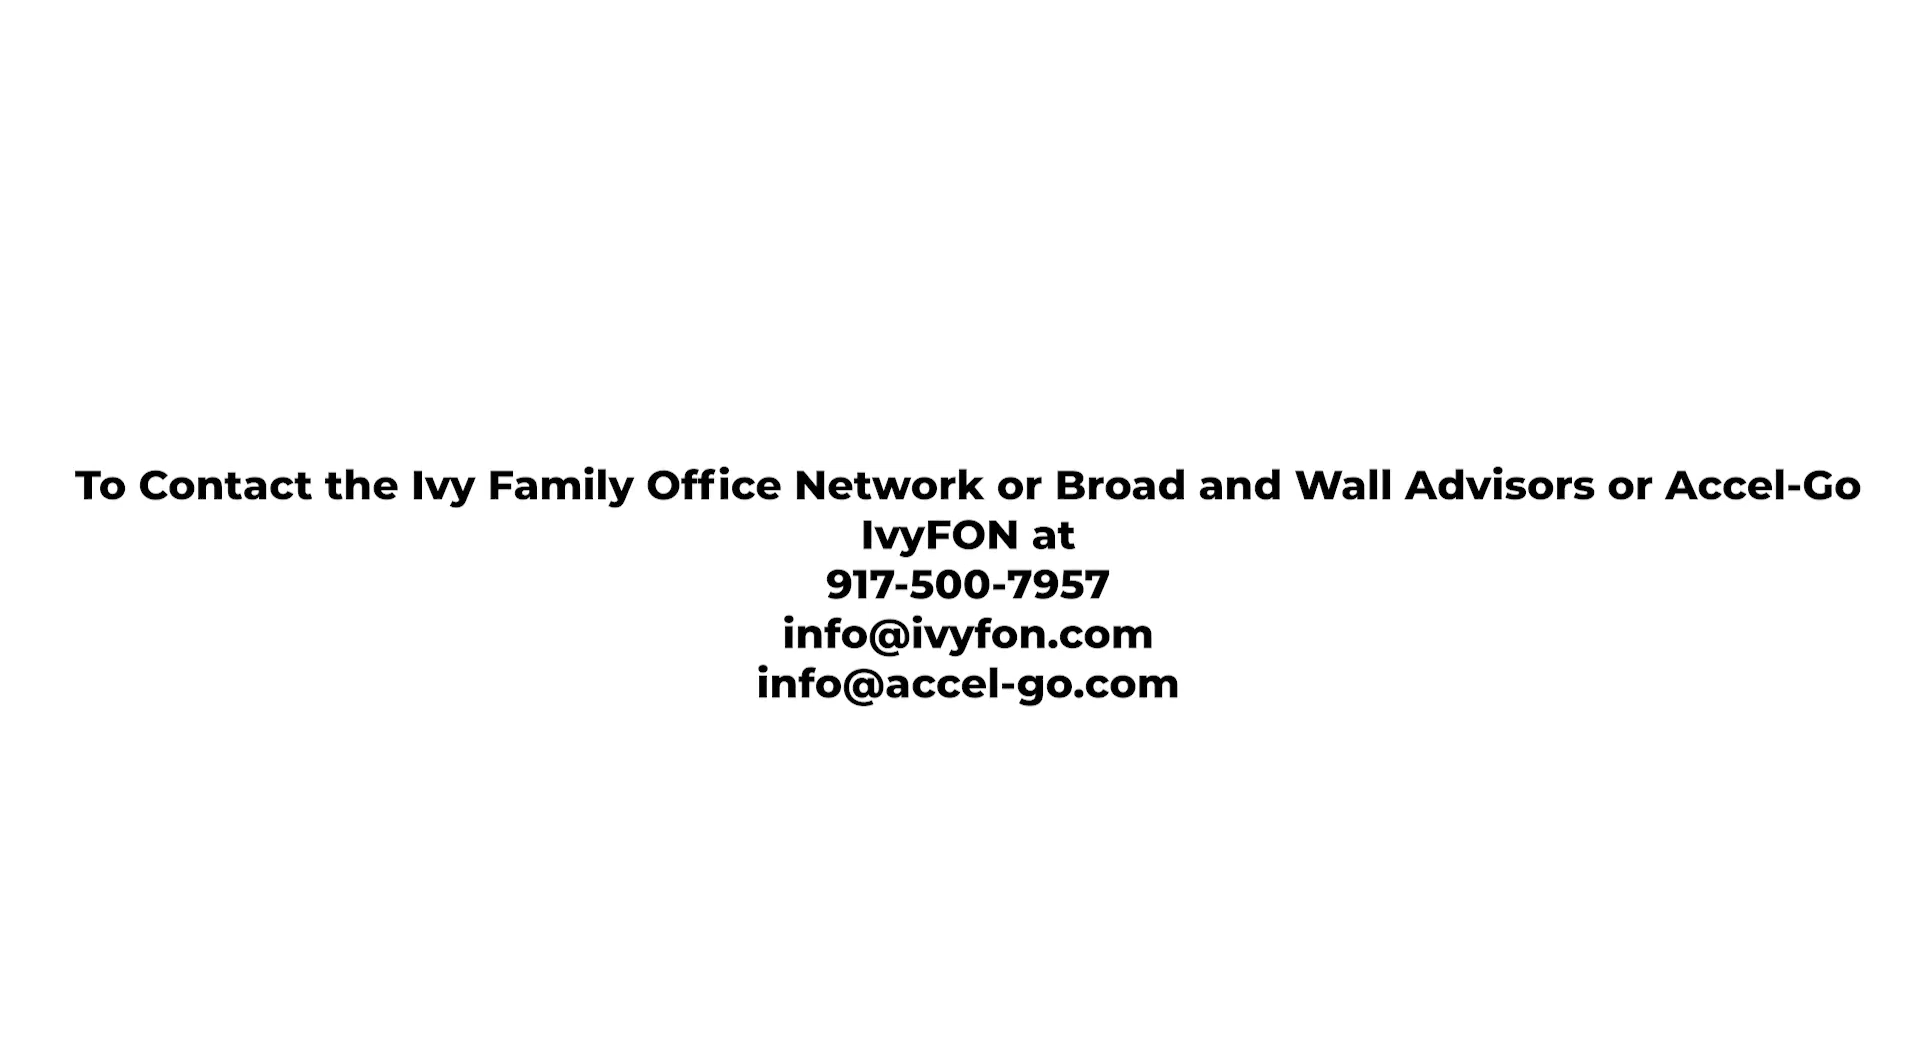 To Contact the Ivy Family Office Network or Broad and Wall Advisors or Accel-Go
IvyFON at
917-500-7957
info@ivyfon.com
info@accel-go.com